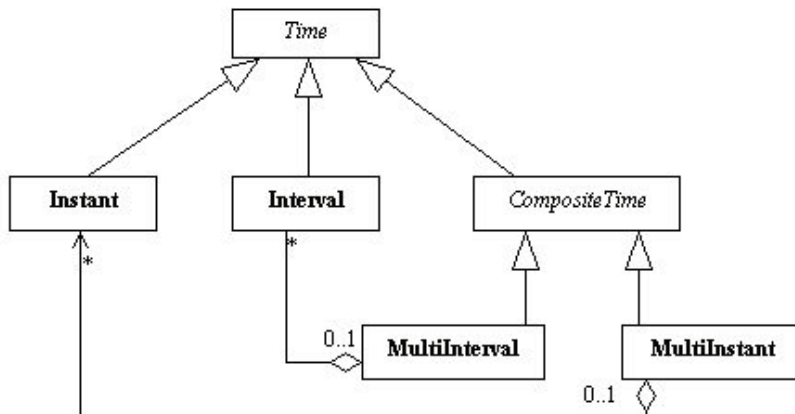 Time
Instant
Interval
CompositeTime
*
*
0..1
MultiInterval
MultiInstant
0..1